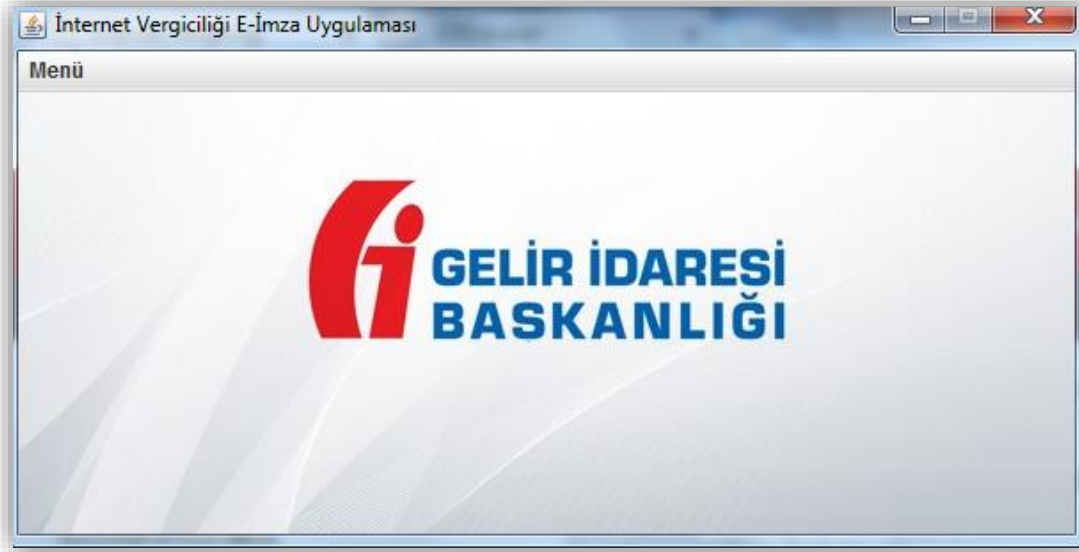 İnternet Vergiciliği E-İmza Uygulaması
Menü
GELİR İDARESİ
BASKANLIĞI